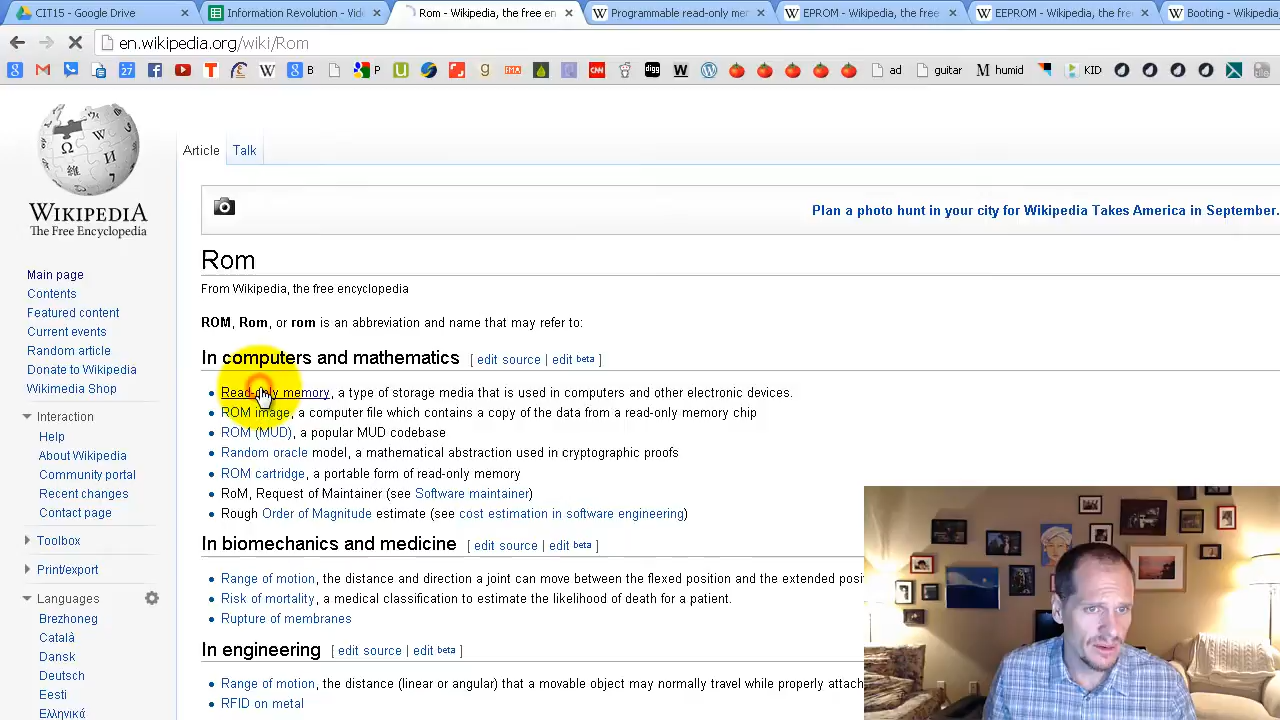 CIT15 - Google Drive
Information Revolution - Vide
Rom - Wikipedia, the free en
Programmable read-only me
EPROM - Wikipedia, the free
EEPROM - Wikipedia, the free
Booting - Wikipedia
en.wikipedia.org/wiki/Rom
B
P
ad
guitar
humid
KID
Article
Talk
WIKIPEDIA
The Free Encyclopedia
Plan a photo hunt in your city for Wikipedia Takes America in September.
Rom
From Wikipedia, the free encyclopedia
ROM, Rom, or rom is an abbreviation and name that may refer to:
In computers and mathematics [ edit source | edit beta ]
Read-only memory, a type of storage media that is used in computers and other electronic devices.
ROM image, a computer file which contains a copy of the data from a read-only memory chip
ROM (MUD), a popular MUD codebase
Random oracle model, a mathematical abstraction used in cryptographic proofs
ROM cartridge, a portable form of read-only memory
RoM, Request of Maintainer (see Software maintainer)
Rough Order of Magnitude estimate (see cost estimation in software engineering)
In biomechanics and medicine [ edit source | edit beta ]
Range of motion, the distance and direction a joint can move between the flexed position and the extended posi
Risk of mortality, a medical classification to estimate the likelihood of death for a patient.
Rupture of membranes
In engineering [ edit source | edit beta ]
Range of motion, the distance (linear or angular) that a movable object may normally travel while properly attach
RFID on metal
Main page
Contents
Featured content
Current events
Random article
Donate to Wikipedia
Wikimedia Shop
Interaction
Help
About Wikipedia
Community portal
Recent changes
Contact page
Toolbox
Print/export
Languages
Brezhoneg
Català
Dansk
Deutsch
Eesti
Ελληνικά